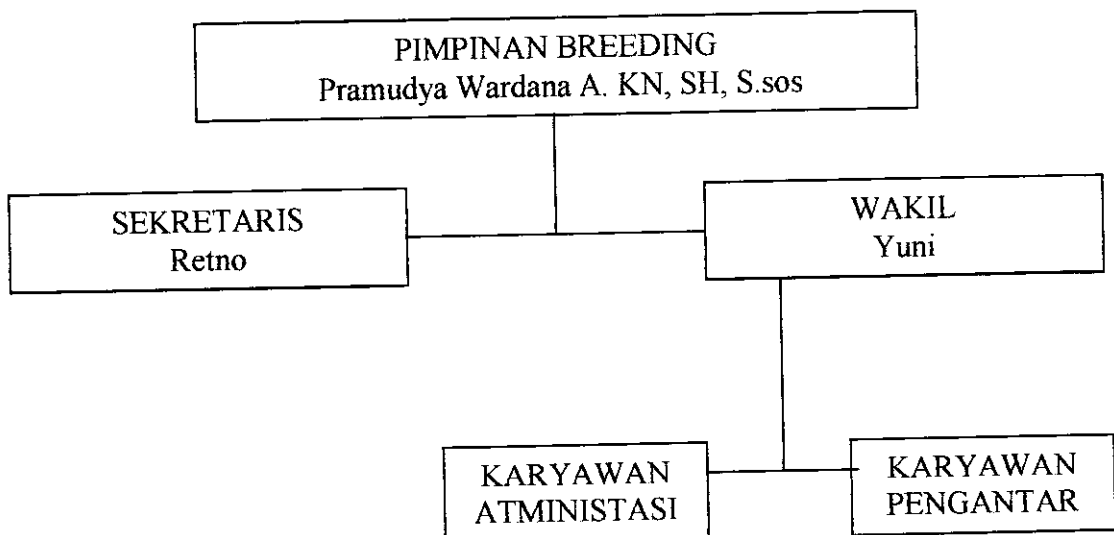 PIMPINAN BREEDING
Pramudya Wardana A. KN, SH, S.sos
SEKRETARIS
Retno
WAKIL
Yuni
KARYAWAN
ATMINISTASI
KARYAWAN
PENGANTAR